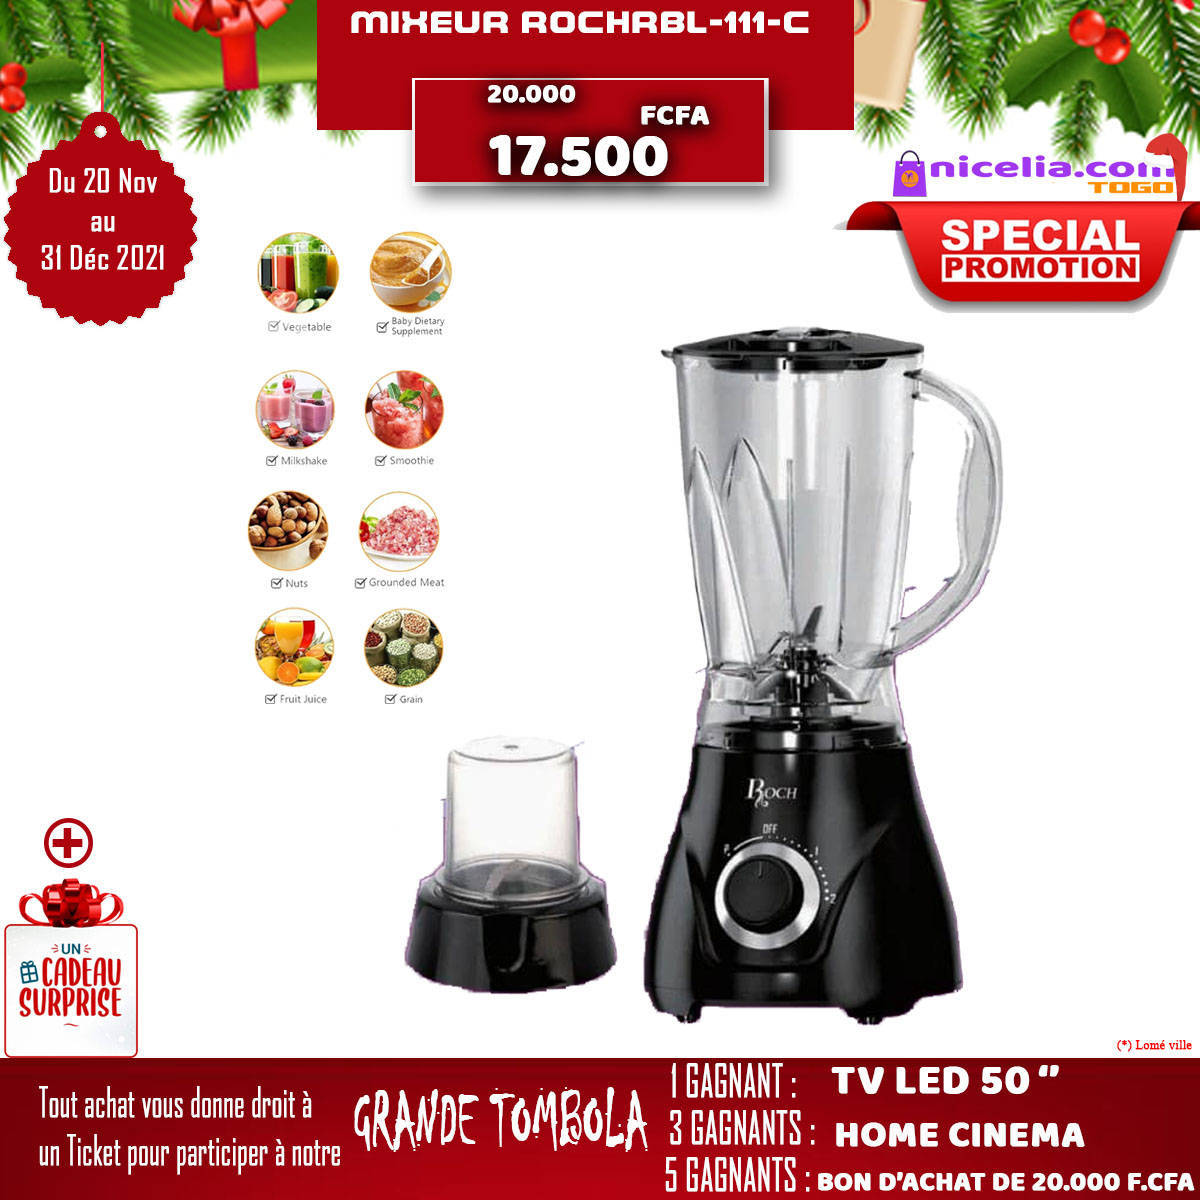 MIXEUR ROCHRBL-111-C
20.000
FCFA
17.500
Du 20 Nov
au
31 Déc 2021
nicelia.com
TOGO
SPECIAL
PROMOTION
Vegetable
Baby Dietary
Supplement
Milkshake
Smoothie
Nuts
Grounded Meat
Fruit Juice
Grain
ROCH
OFF
P
1
2
UN
CADEAU
SURPRISE
(*) Lomé ville
Tout achat vous donne droit à
un Ticket pour participer à notre
GRANDE TOMBOLA
1 GAGNANT : TV LED 50 ‘’
3 GAGNANTS : HOME CINEMA
5 GAGNANTS : BON D’ACHAT DE 20.000 F.CFA